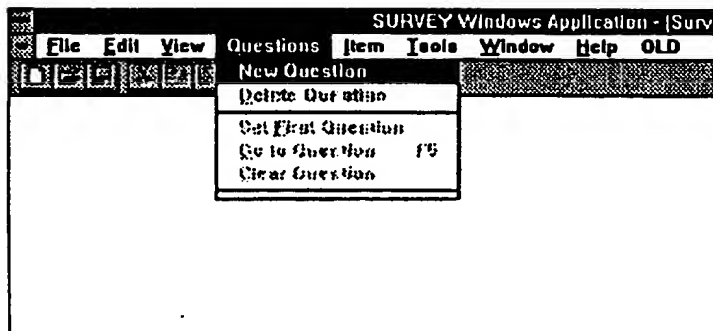 SURVEY Windows Application - [Surv
File Edit View Questions Item Tools Window Help OLD
New Question
Delete Question
Set First Question
Go to Question F5
Clear Question